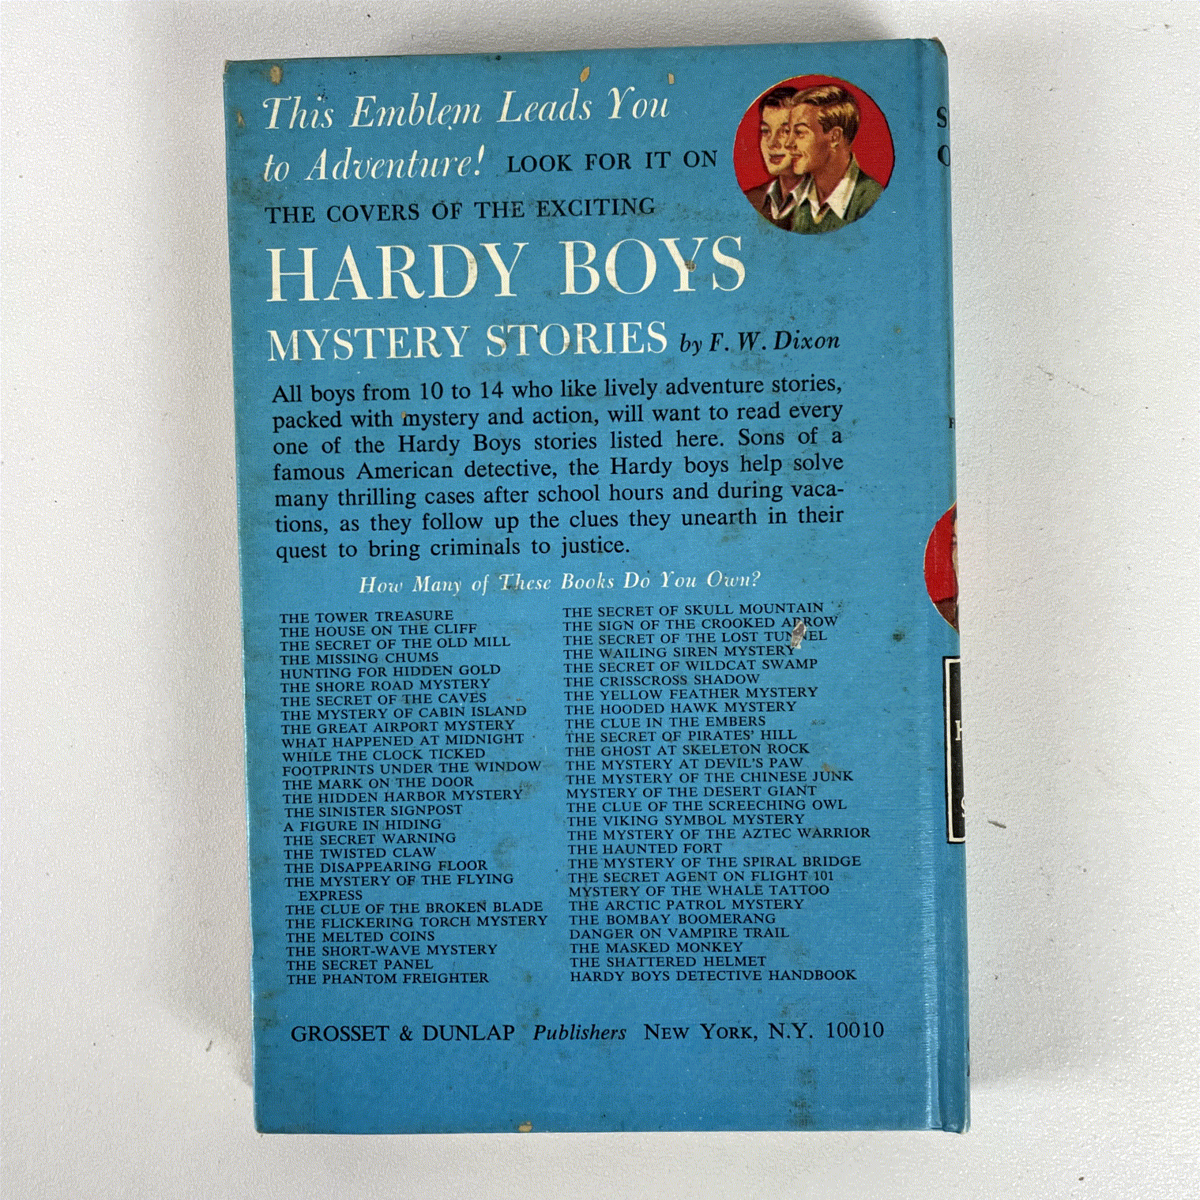 This Emblem Leads You
to Adventure! LOOK FOR IT ON
THE COVERS OF THE EXCITING
HARDY BOYS
MYSTERY STORIES by F. W. Dixon
All boys from 10 to 14 who like lively adventure stories,
packed with mystery and action, will want to read every
one of the Hardy Boys stories listed here. Sons of a
famous American detective, the Hardy boys help solve
many thrilling cases after school hours and during vaca-
tions, as they follow up the clues they unearth in their
quest to bring criminals to justice.
How Many of These Books Do You Own?
THE TOWER TREASURE
THE HOUSE ON THE CLIFF
THE SECRET OF THE OLD MILL
THE MISSING CHUMS
HUNTING FOR HIDDEN GOLD
THE SHORE ROAD MYSTERY
THE SECRET OF THE CAVES
THE MYSTERY OF CABIN ISLAND
THE GREAT AIRPORT MYSTERY
WHAT HAPPENED AT MIDNIGHT
WHILE THE CLOCK TICKED
FOOTPRINTS UNDER THE WINDOW
THE MARK ON THE DOOR
THE HIDDEN HARBOR MYSTERY
THE SINISTER SIGNPOST
A FIGURE IN HIDING
THE SECRET WARNING
THE TWISTED CLAW
THE DISAPPEARING FLOOR
THE MYSTERY OF THE FLYING
EXPRESS
THE CLUE OF THE BROKEN BLADE
THE FLICKERING TORCH MYSTERY
THE MELTED COINS
THE SHORT-WAVE MYSTERY
THE SECRET PANEL
THE PHANTOM FREIGHTER
THE SECRET OF SKULL MOUNTAIN
THE SIGN OF THE CROOKED ARROW
THE SECRET OF THE LOST TUNNEL
THE WAILING SIREN MYSTERY
THE SECRET OF WILDCAT SWAMP
THE CRISSCROSS SHADOW
THE YELLOW FEATHER MYSTERY
THE HOODED HAWK MYSTERY
THE CLUE IN THE EMBERS
THE SECRET OF PIRATES' HILL
THE GHOST AT SKELETON ROCK
THE MYSTERY AT DEVIL'S PAW
THE MYSTERY OF THE CHINESE JUNK
MYSTERY OF THE DESERT GIANT
THE CLUE OF THE SCREECHING OWL
THE VIKING SYMBOL MYSTERY
THE MYSTERY OF THE AZTEC WARRIOR
THE HAUNTED FORT
THE MYSTERY OF THE SPIRAL BRIDGE
THE SECRET AGENT ON FLIGHT 101
MYSTERY OF THE WHALE TATTOO
THE ARCTIC PATROL MYSTERY
THE BOMBAY BOOMERANG
DANGER ON VAMPIRE TRAIL
THE MASKED MONKEY
THE SHATTERED HELMET
HARDY BOYS DETECTIVE HANDBOOK
GROSSET & DUNLAP Publishers NEW YORK, N.Y. 10010